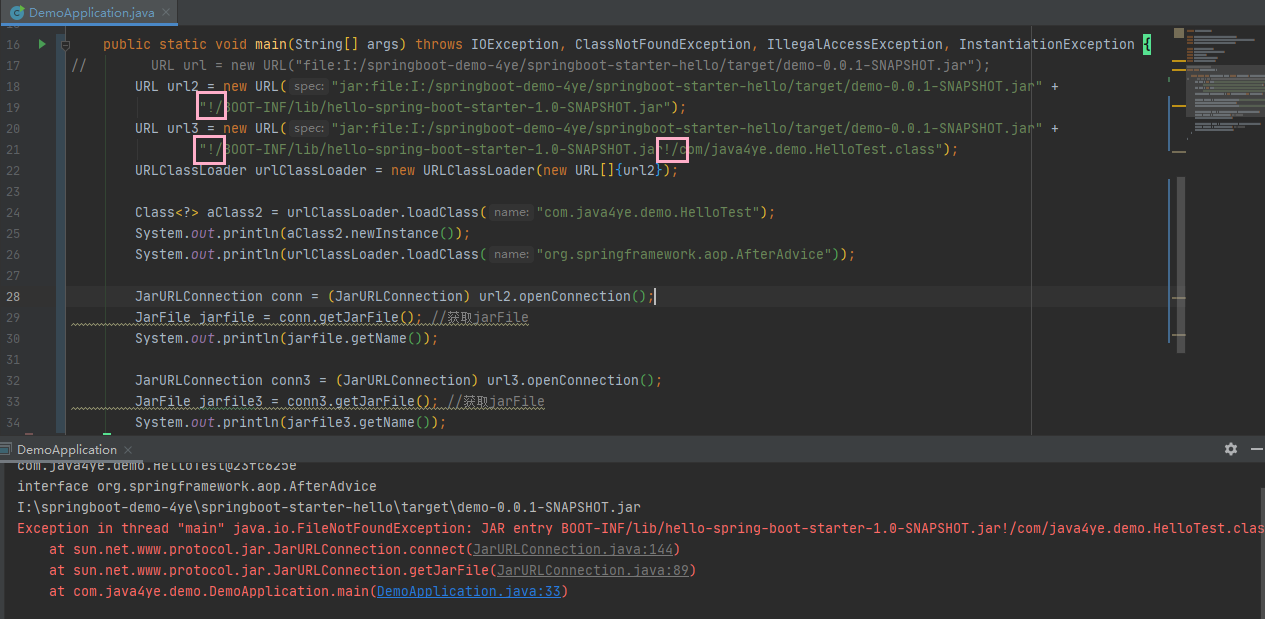 DemoApplication.java
16 public static void main(String[] args) throws IOException, ClassNotFoundException, IllegalAccessException, InstantiationException {
17 // URL url = new URL("file:I:/springboot-demo-4ye/springboot-starter-hello/target/demo-0.0.1-SNAPSHOT.jar");
18 URL url2 = new URL( spec: "jar:file:I:/springboot-demo-4ye/springboot-starter-hello/target/demo-0.0.1-SNAPSHOT.jar" +
19 "!/BOOT-INF/lib/hello-spring-boot-starter-1.0-SNAPSHOT.jar");
20 URL url3 = new URL( spec: "jar:file:I:/springboot-demo-4ye/springboot-starter-hello/target/demo-0.0.1-SNAPSHOT.jar" +
21 "!/BOOT-INF/lib/hello-spring-boot-starter-1.0-SNAPSHOT.jar!/com/java4ye.demo.HelloTest.class");
22 URLClassLoader urlClassLoader = new URLClassLoader(new URL[]{url2});
23
24 Class<?> aClass2 = urlClassLoader.loadClass( name: "com.java4ye.demo.HelloTest");
25 System.out.println(aClass2.newInstance());
26 System.out.println(urlClassLoader.loadClass( name: "org.springframework.aop.AfterAdvice"));
27
28 JarURLConnection conn = (JarURLConnection) url2.openConnection();
29 JarFile jarfile = conn.getJarFile(); //获取jarFile
30 System.out.println(jarfile.getName());
31
32 JarURLConnection conn3 = (JarURLConnection) url3.openConnection();
33 JarFile jarfile3 = conn3.getJarFile(); //获取jarFile
34 System.out.println(jarfile3.getName());
DemoApplication
com.java4ye.demo.HelloTest@23fc625e
interface org.springframework.aop.AfterAdvice
I:\springboot-demo-4ye\springboot-starter-hello\target\demo-0.0.1-SNAPSHOT.jar
Exception in thread "main" java.io.FileNotFoundException: JAR entry BOOT-INF/lib/hello-spring-boot-starter-1.0-SNAPSHOT.jar!/com/java4ye.demo.HelloTest.clas
at sun.net.www.protocol.jar.JarURLConnection.connect(JarURLConnection.java:144)
at sun.net.www.protocol.jar.JarURLConnection.getJarFile(JarURLConnection.java:89)
at com.java4ye.demo.DemoApplication.main(DemoApplication.java:33)